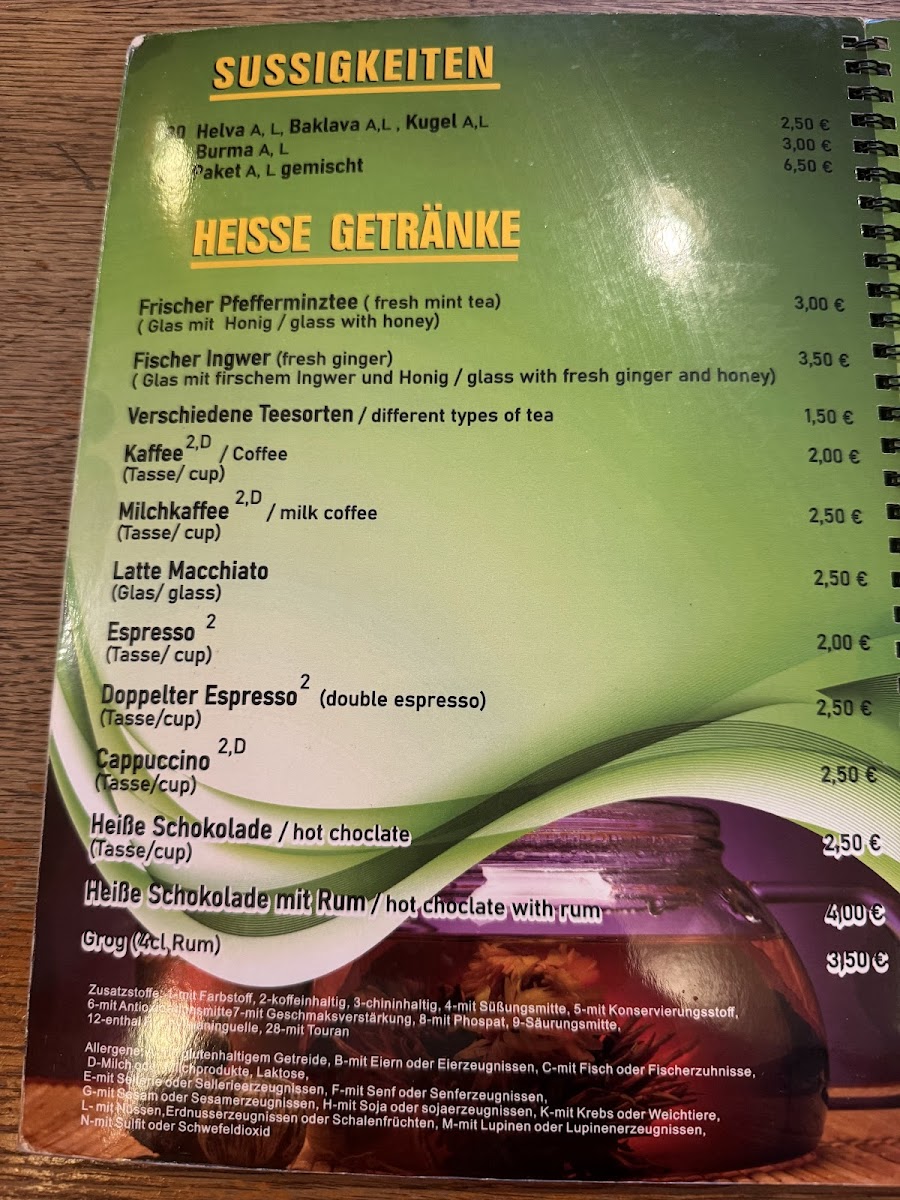 SUSSIGKEITEN
Helva A, L, Baklava A,L , Kugel A,L 2,50 €
Burma A, L 3,00 €
Paket A, L gemischt 6,50 €
HEISSE GETRÄNKE
Frischer Pfefferminztee ( fresh mint tea) 3,00 €
( Glas mit Honig / glass with honey)
Fischer Ingwer (fresh ginger) 3,50 €
( Glas mit firschem Ingwer und Honig / glass with fresh ginger and honey)
Verschiedene Teesorten / different types of tea 1,50 €
Kaffee 2,D / Coffee 2,00 €
(Tasse/ cup)
Milchkaffee 2,D / milk coffee 2,50 €
(Tasse/ cup)
Latte Macchiato 2,50 €
(Glas/ glass)
Espresso 2 2,00 €
(Tasse/ cup)
Doppelter Espresso 2 (double espresso) 2,50 €
(Tasse/cup)
Cappuccino 2,D 2,50 €
(Tasse/cup)
Heiße Schokolade / hot choclate 2,50 €
(Tasse/cup)
Heiße Schokolade mit Rum / hot choclate with rum 4,00 €
Grog (4cl,Rum) 3,50 €
Zusatzstoffe: 1-mit Farbstoff, 2-koffeinhaltig, 3-chininhaltig, 4-mit Süßungsmitte, 5-mit Konservierungsstoff,
6-mit 7-mit Geschmaksverstärkung, 8-mit Phospat, 9-Säurungsmitte,
28-mit Touran
Allergene glutenhaltigem Getreide, B-mit Eiern oder Eierzeugnissen, C-mit Fisch oder Fischerzuhnisse,
D-Milch oder Milchprodukte, Laktose,
E-mit Sellerie oder Sellerieerzeugnissen, F-mit Senf oder Senferzeugnissen,
G-mit Sesam oder Sesamerzeugnissen, H-mit Soja oder sojaerzeugnissen, K-mit Krebs oder Weichtiere,
L- mit Nüssen,Erdnusserzeugnissen oder Schalenfrüchten, M-mit Lupinen oder Lupinenerzeugnissen,
N-mit Sulfit oder Schwefeldioxid